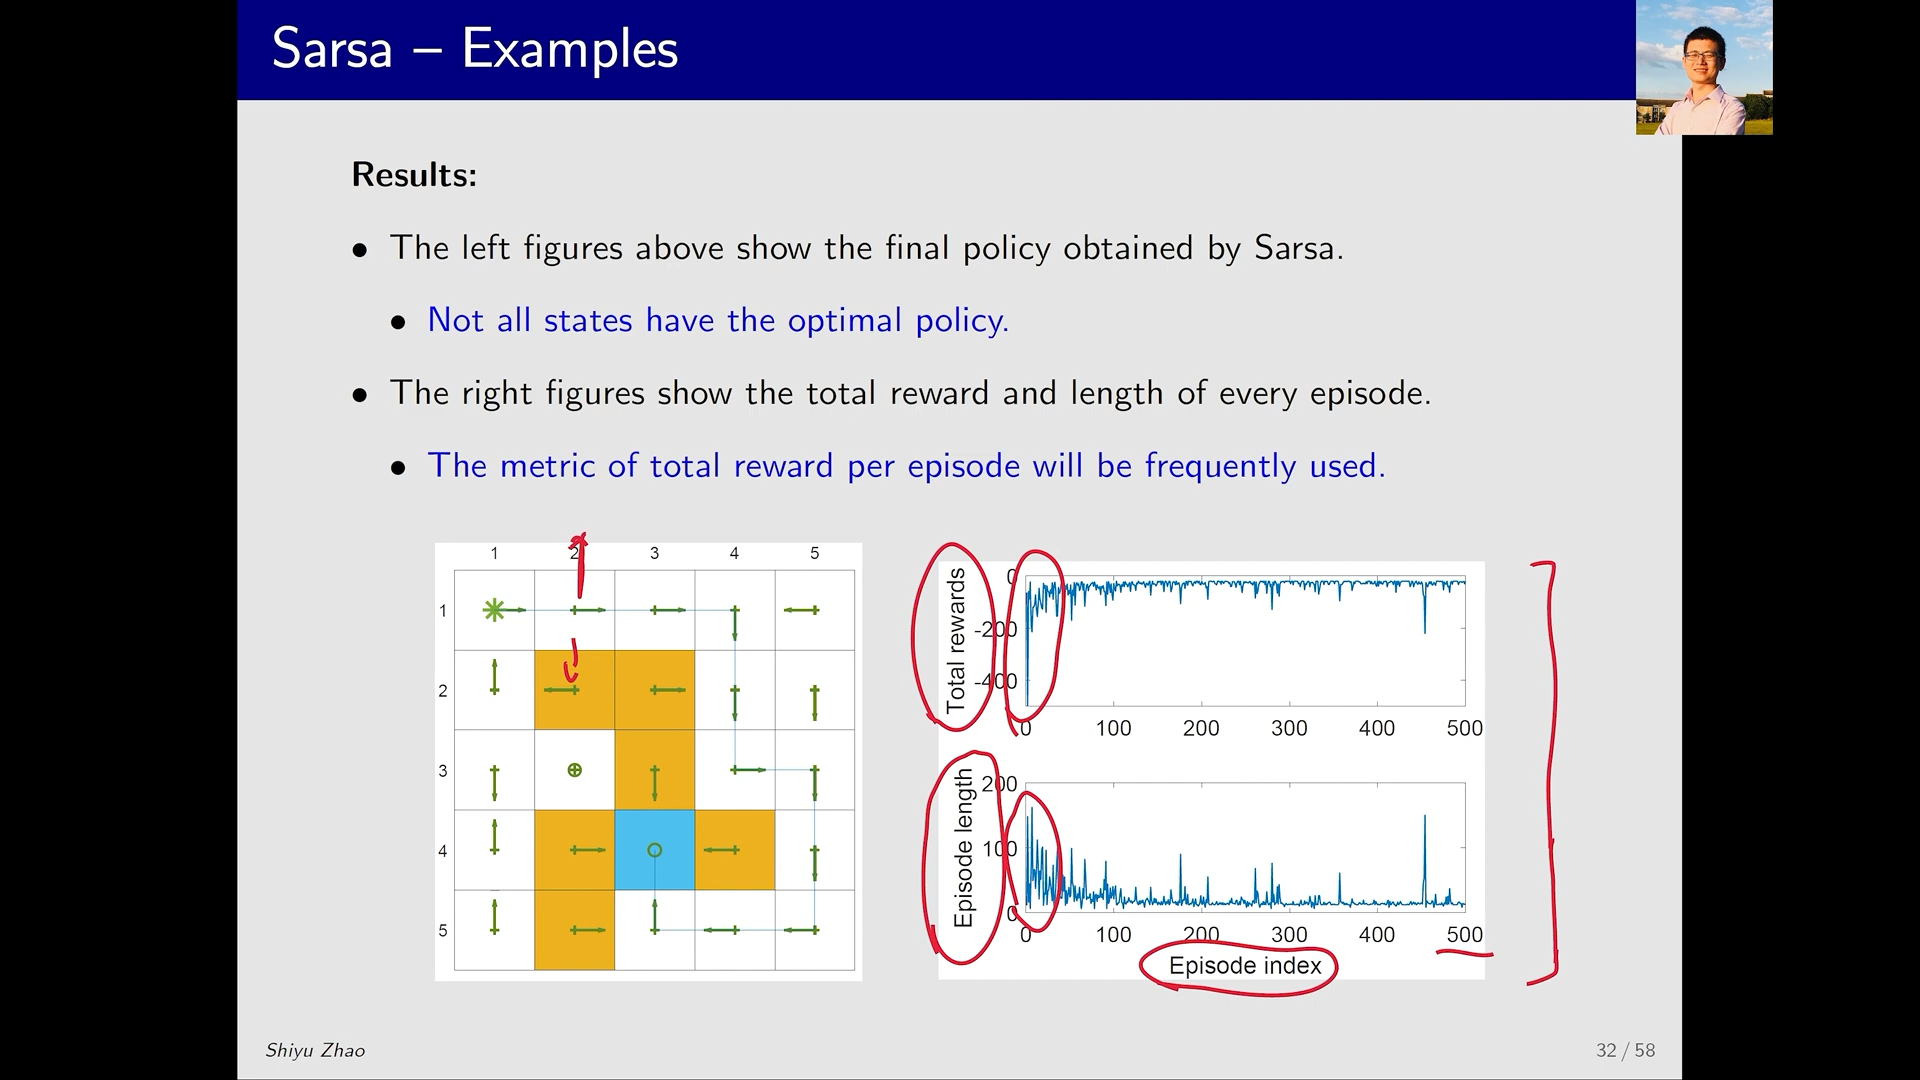 Sarsa – Examples
Results:
The left figures above show the final policy obtained by Sarsa.
Not all states have the optimal policy.
The right figures show the total reward and length of every episode.
The metric of total reward per episode will be frequently used.
1 2 3 4 5
1
2
3
4
5
Total rewards
0
-200
-400
0 100 200 300 400 500
Episode length
200
100
0
0 100 200 300 400 500
Episode index
Shiyu Zhao
32 / 58